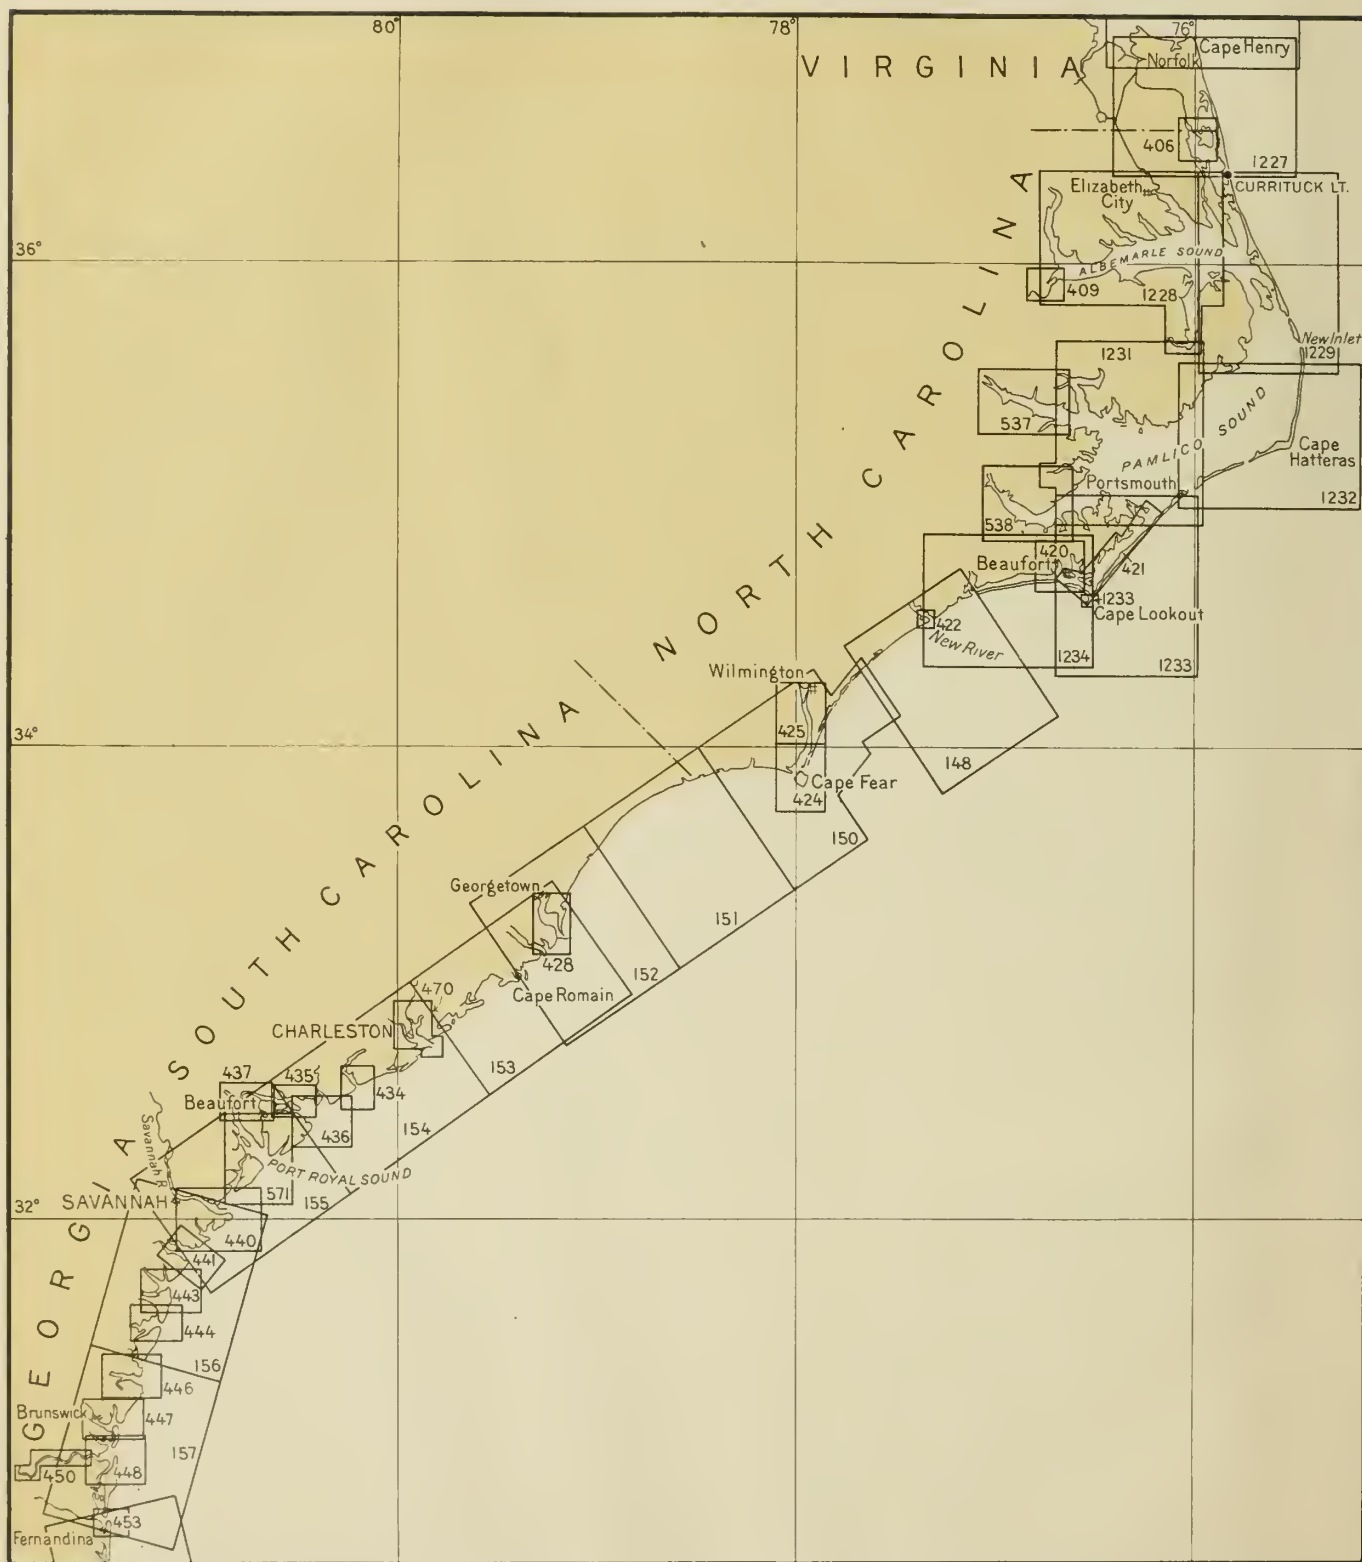 80°
78°
76°
VIRGINIA
Cape Henry
Norfolk
406
1227
CURRITUCK LT.
Elizabeth
City
36°
ALBEMARLE SOUND
409
1228
New Inlet
1229
1231
537
PAMLICO SOUND
Cape
Hatteras
Portsmouth
1232
538
420
Beaufort
421
1233
Cape Lookout
422
New River
1234
1233
NORTH CAROLINA
Wilmington
425
34°
148
Cape Fear
424
150
SOUTH CAROLINA
Georgetown
151
428
152
Cape Romain
470
CHARLESTON
153
437
435
434
Beaufort
436
154
Savannah R.
PORT ROYAL SOUND
571
155
SAVANNAH
32°
440
441
443
444
GEORGIA
156
446
Brunswick
447
157
450
448
453
Fernandina